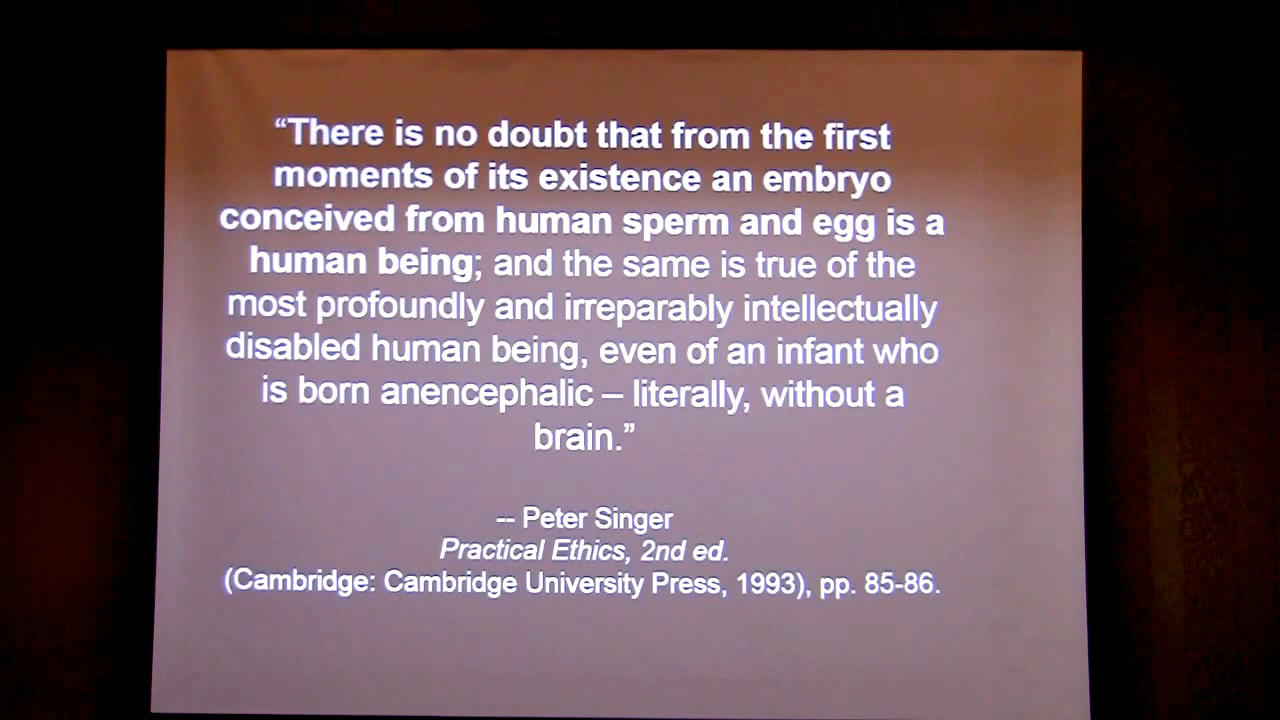 “There is no doubt that from the first
moments of its existence an embryo
conceived from human sperm and egg is a
human being; and the same is true of the
most profoundly and irreparably intellectually
disabled human being, even of an infant who
is born anencephalic – literally, without a
brain.”
-- Peter Singer
Practical Ethics, 2nd ed.
(Cambridge: Cambridge University Press, 1993), pp. 85-86.